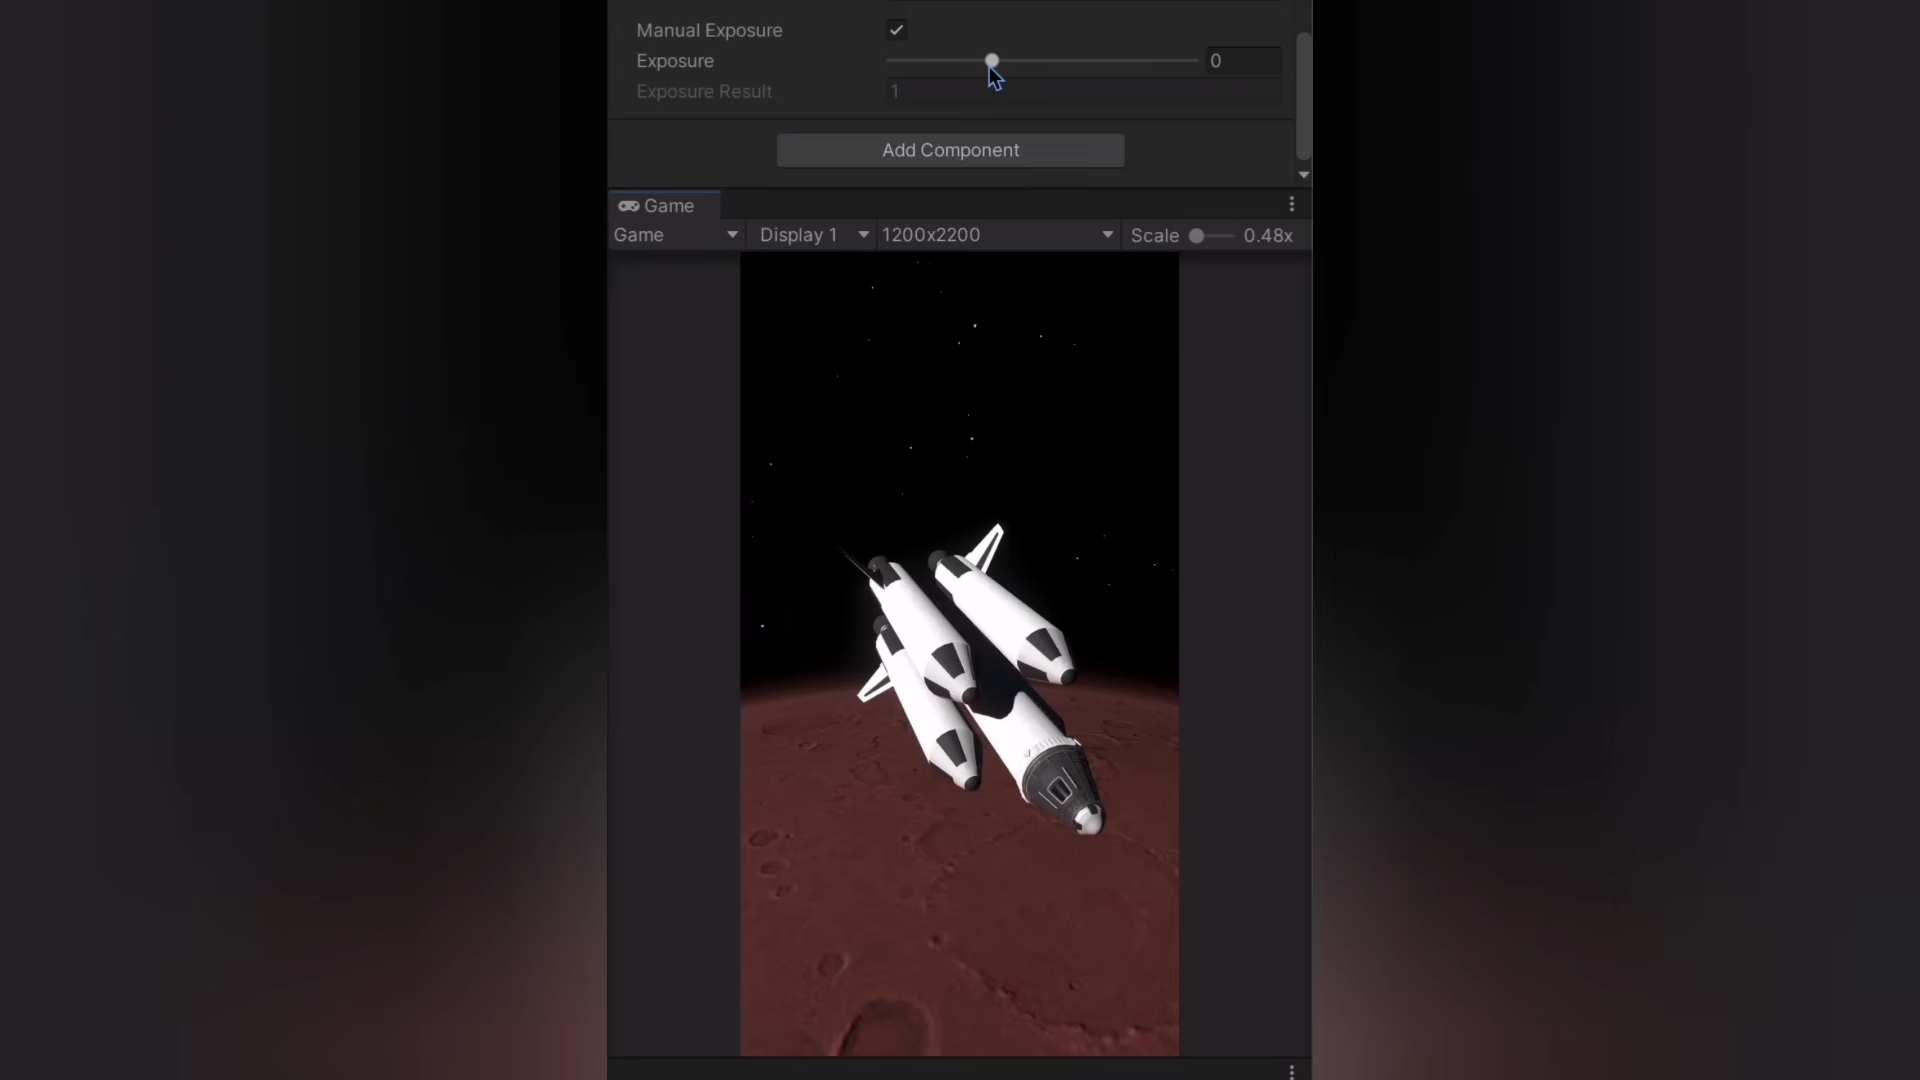 Manual Exposure
Exposure 0
Exposure Result 1
Add Component
Game
Game Display 1 1200x2200 Scale 0.48x